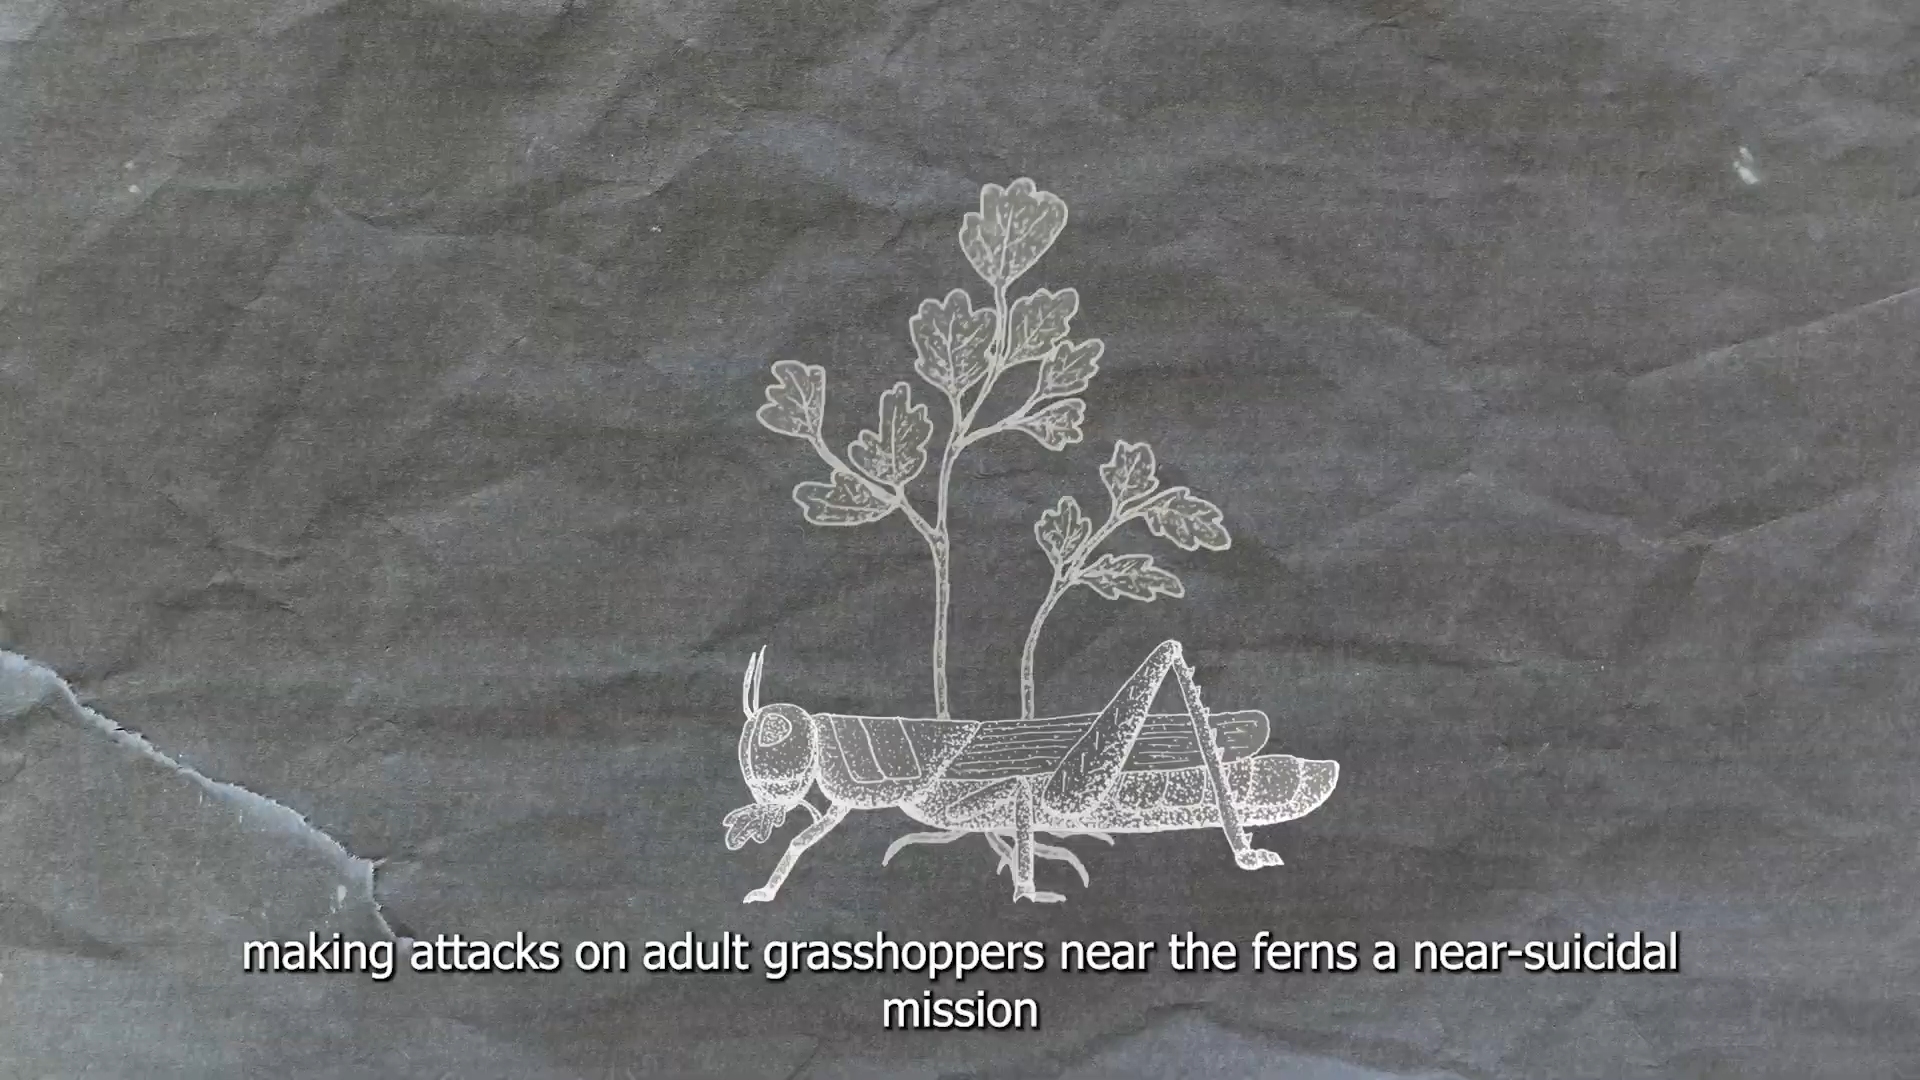 making attacks on adult grasshoppers near the ferns a near-suicidal
mission